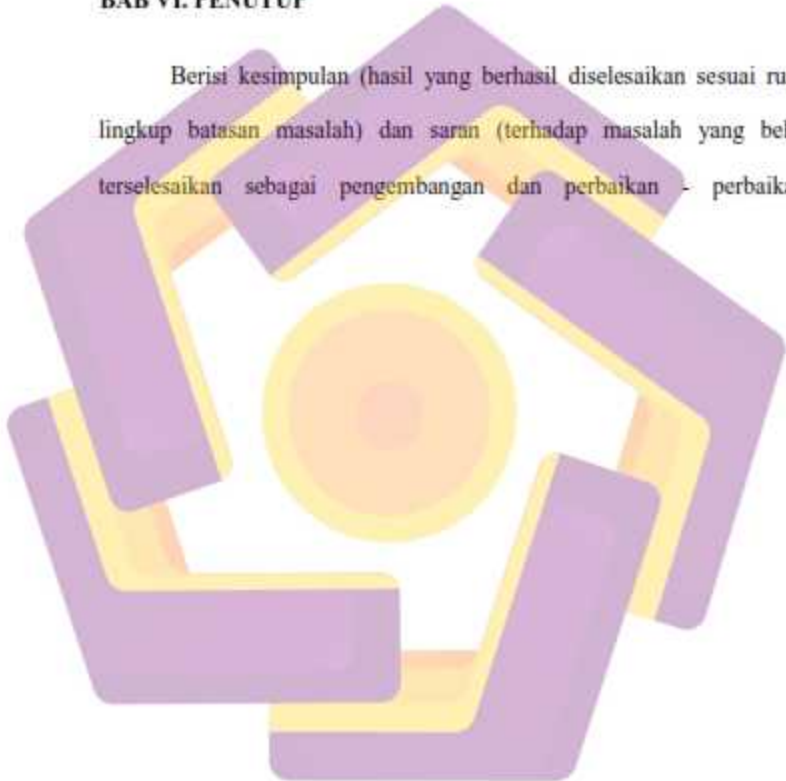 BAB VI. PENUTUP
Berisi kesimpulan (hasil yang berhasil diselesaikan sesuai
lingkup batasan masalah) dan saran (terhadap masalah yang
terselesaikan sebagai pengembangan dan perbaikan -